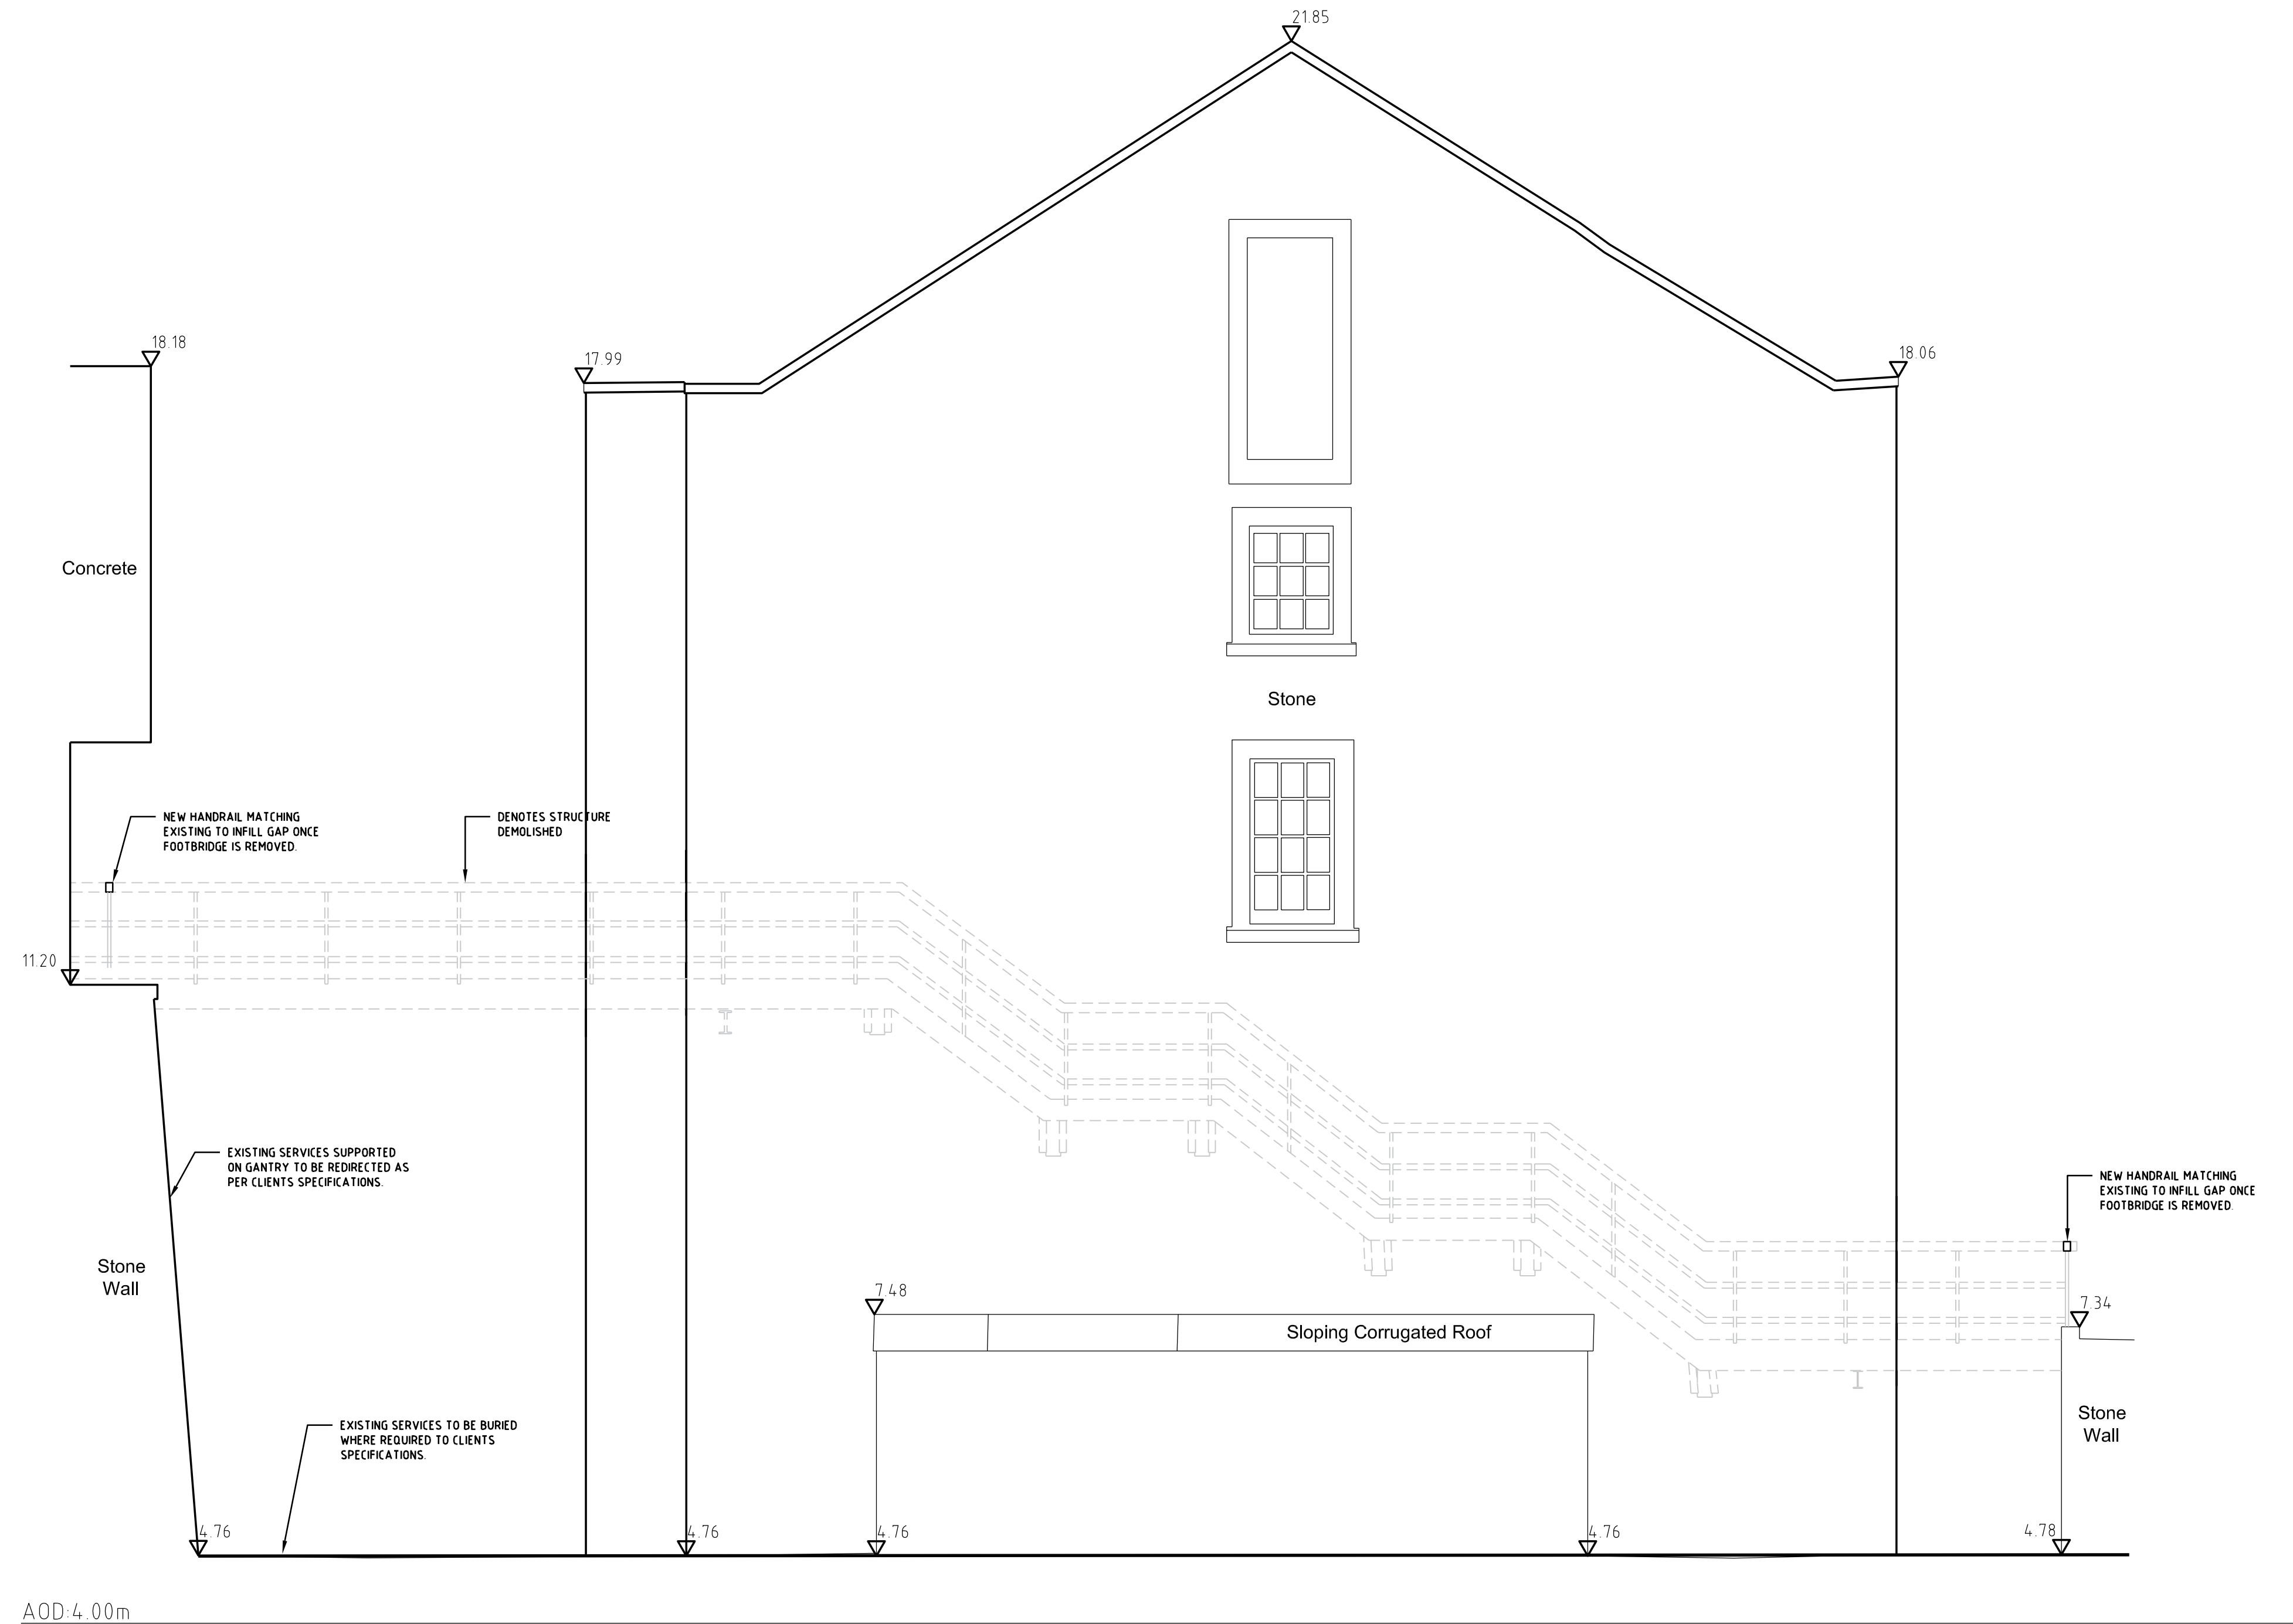 21.85
18.18
17.99
18.06
Concrete
Stone
NEW HANDRAIL MATCHING
EXISTING TO INFILL GAP ONCE
FOOTBRIDGE IS REMOVED.
DENOTES STRUCTURE
DEMOLISHED
11.20
EXISTING SERVICES SUPPORTED
ON GANTRY TO BE REDIRECTED AS
PER CLIENTS SPECIFICATIONS.
NEW HANDRAIL MATCHING
EXISTING TO INFILL GAP ONCE
FOOTBRIDGE IS REMOVED.
Stone
Wall
7.48
Sloping Corrugated Roof
7.34
Stone
Wall
EXISTING SERVICES TO BE BURIED
WHERE REQUIRED TO CLIENTS
SPECIFICATIONS.
4.76
4.76
4.76
4.76
4.78
AOD:4.00m